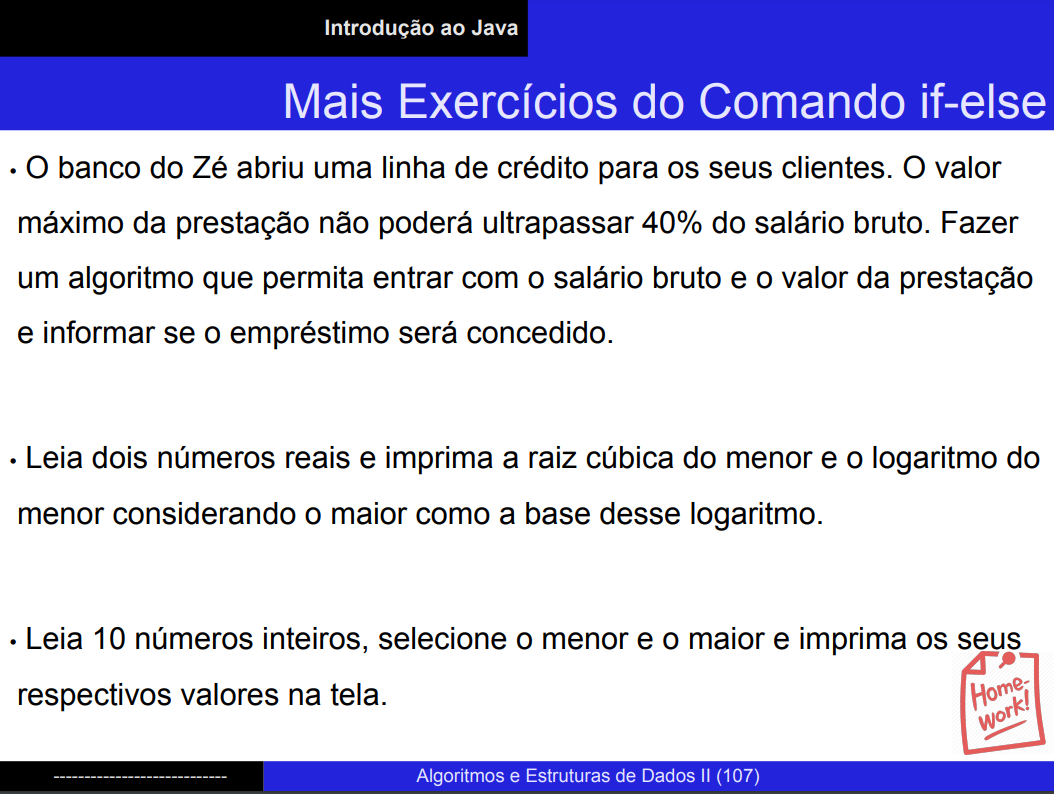 Introdução ao Java
Mais Exercícios do Comando if-else
• O banco do Zé abriu uma linha de crédito para os seus clientes. O valor
máximo da prestação não poderá ultrapassar 40% do salário bruto. Fazer
um algoritmo que permita entrar com o salário bruto e o valor da prestação
e informar se o empréstimo será concedido.
• Leia dois números reais e imprima a raiz cúbica do menor e o logaritmo do
menor considerando o maior como a base desse logaritmo.
• Leia 10 números inteiros, selecione o menor e o maior e imprima os seus
respectivos valores na tela.
Home-
work!
----------------------------
Algoritmos e Estruturas de Dados II (107)